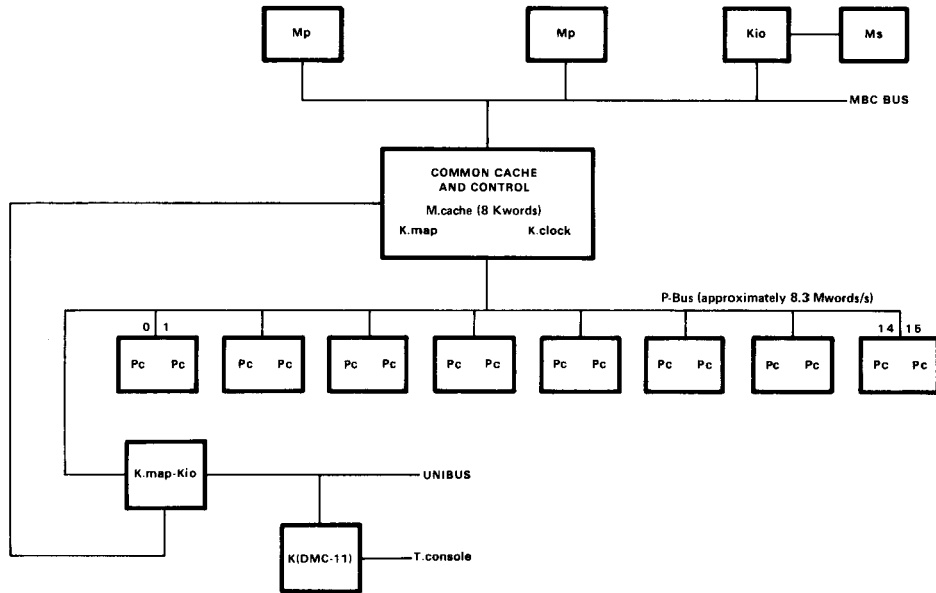 Mp
Mp
Kio
Ms
MBC BUS
COMMON CACHE
AND CONTROL
M.cache (8 Kwords)
K.map K.clock
P-Bus (approximately 8.3 Mwords/s)
0 1
14 15
Pc Pc
Pc Pc
Pc Pc
Pc Pc
Pc Pc
Pc Pc
Pc Pc
Pc Pc
K.map-Kio
UNIBUS
K(DMC-11)
T.console